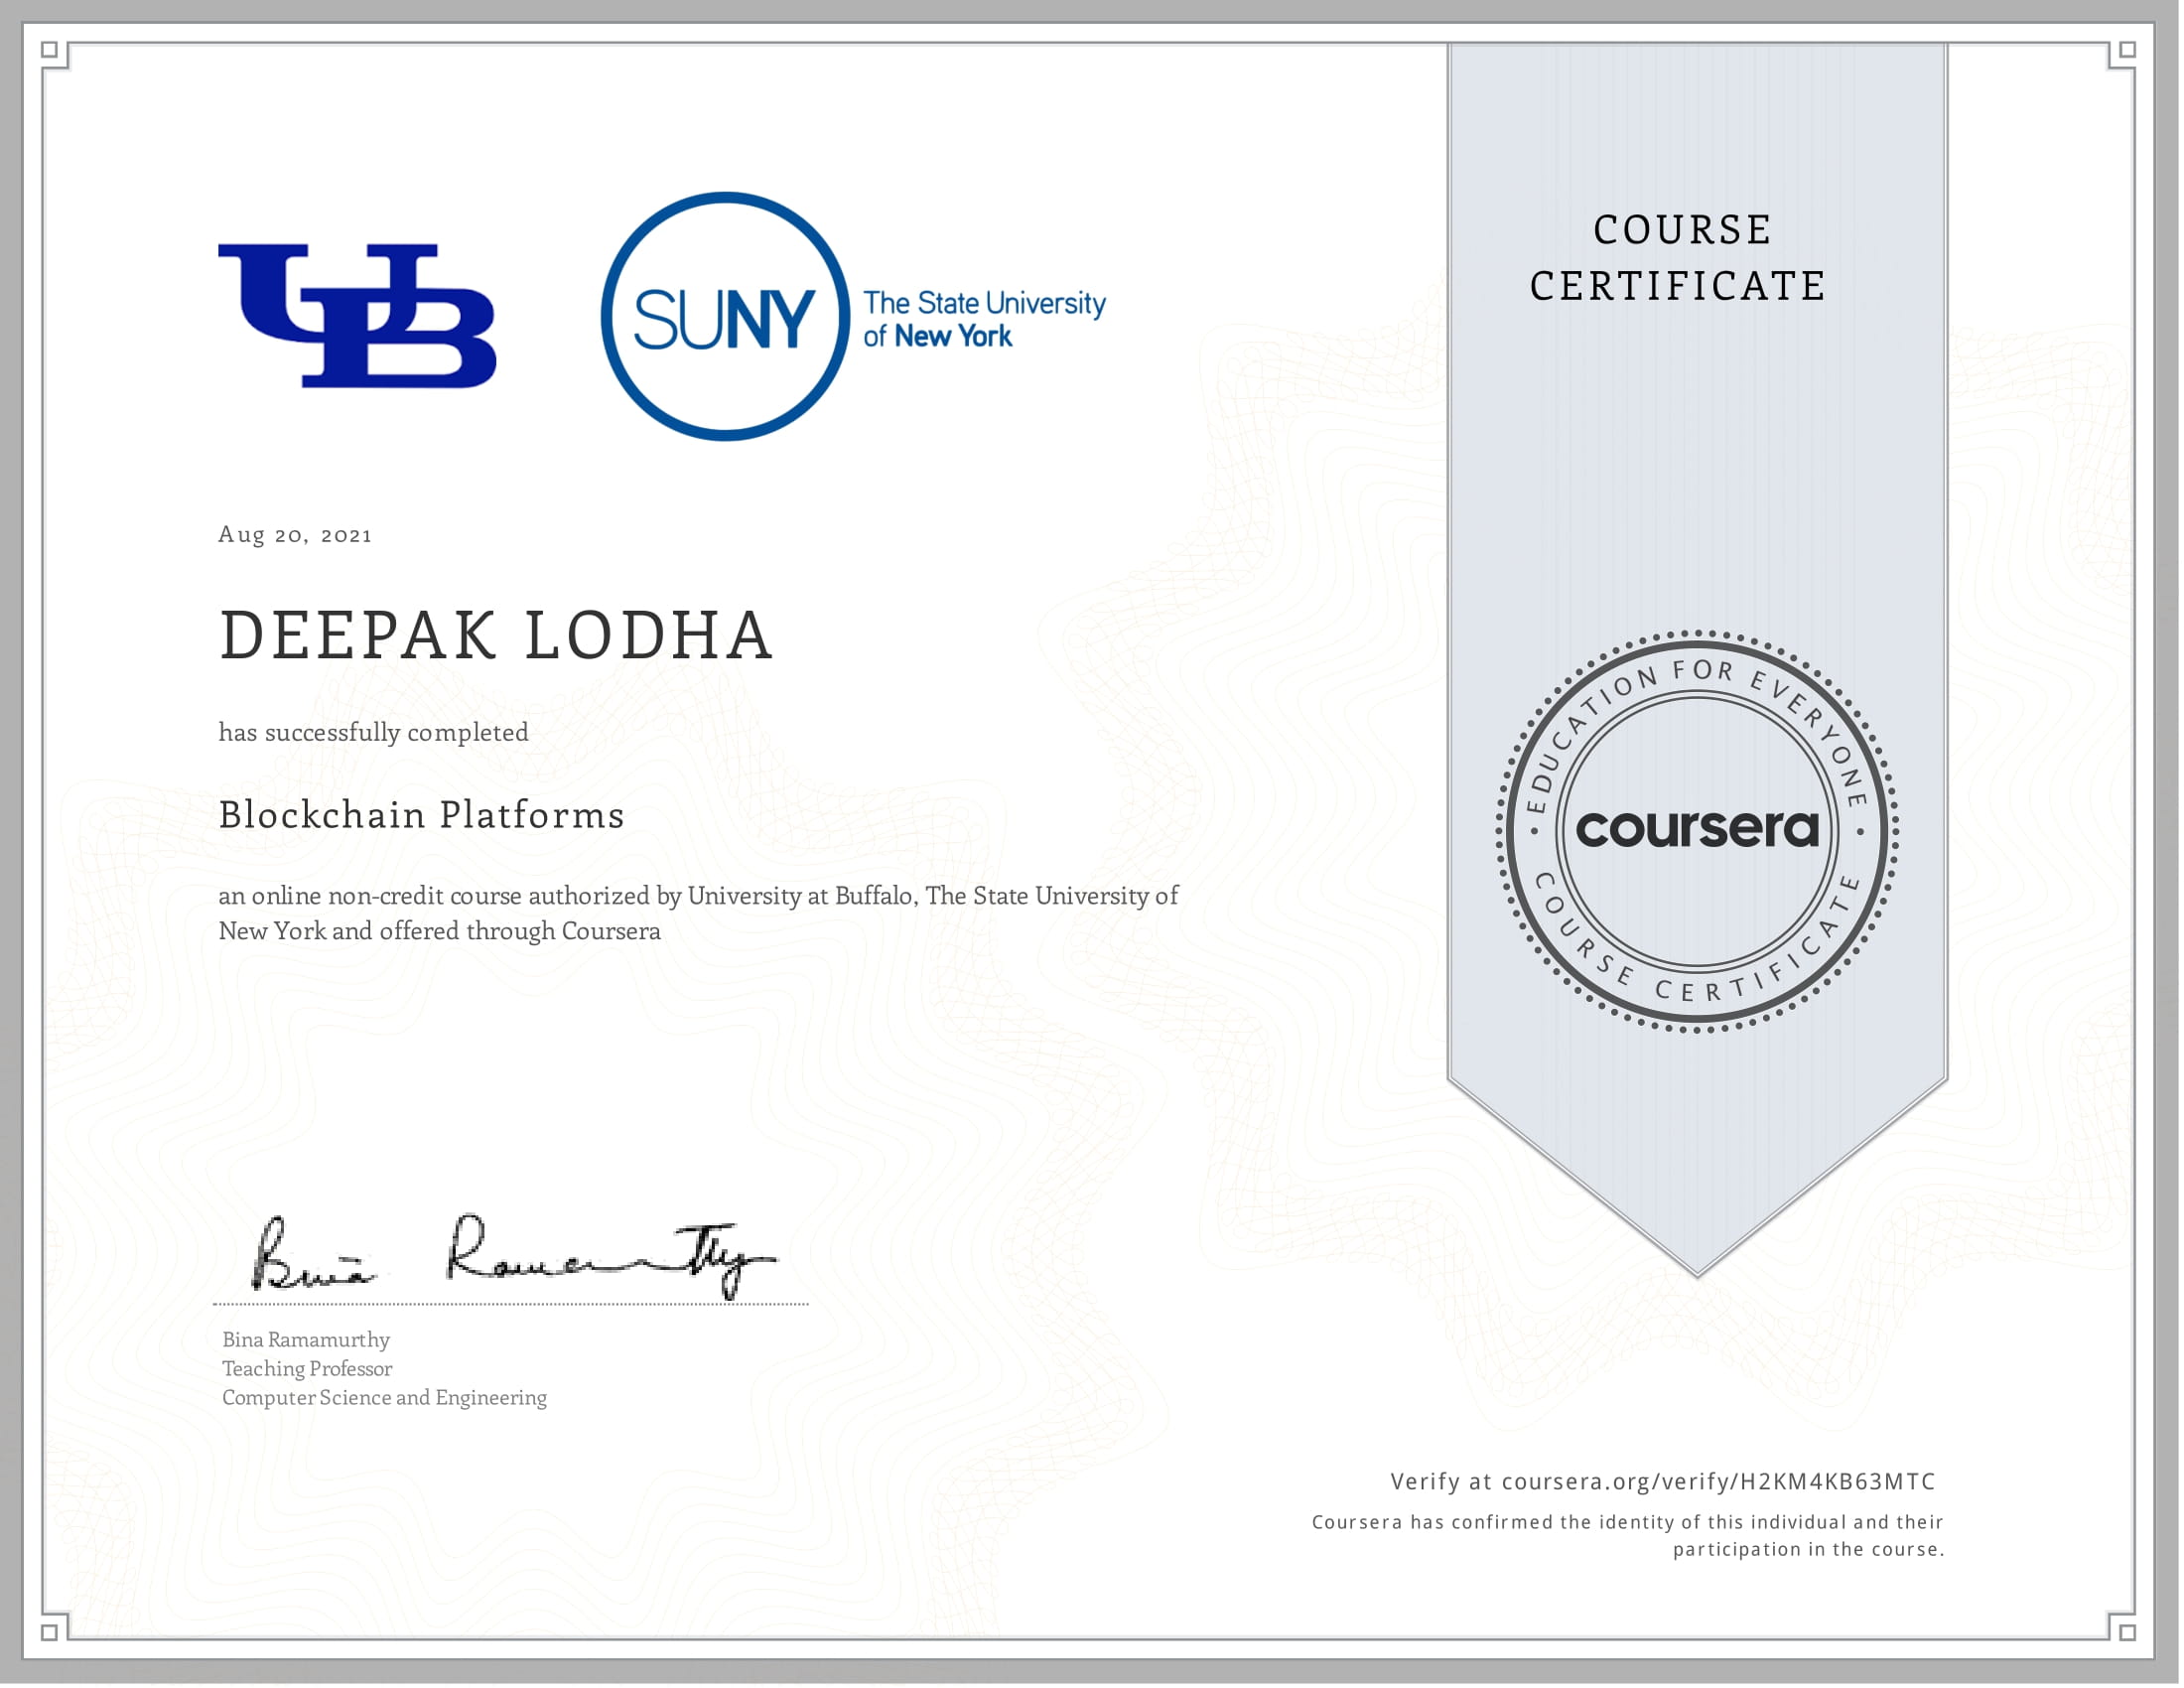 UB
SUNY
The State University
of New York
COURSE
CERTIFICATE
Aug 20, 2021
DEEPAK LODHA
has successfully completed
Blockchain Platforms
an online non-credit course authorized by University at Buffalo, The State University of
New York and offered through Coursera
EDUCATION FOR EVERYONE
coursera
COURSE CERTIFICATE
Bina Ramamurthy
Bina Ramamurthy
Teaching Professor
Computer Science and Engineering
Verify at coursera.org/verify/H2KM4KB63MTC
Coursera has confirmed the identity of this individual and their
participation in the course.